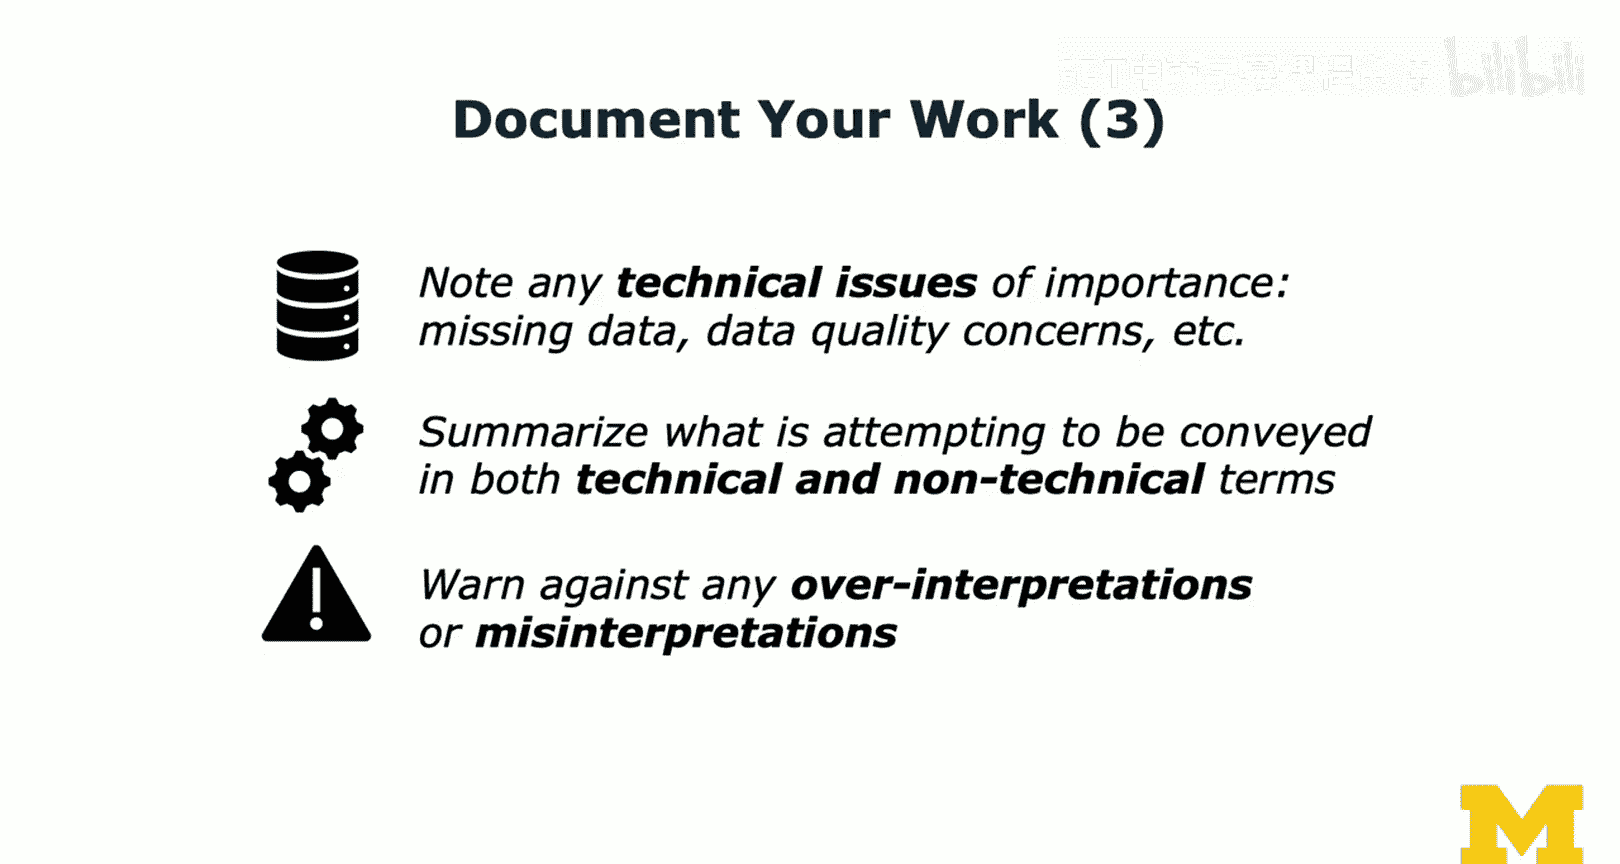 bilibili
Document Your Work (3)
Note any technical issues of importance:
missing data, data quality concerns, etc.
Summarize what is attempting to be conveyed
in both technical and non-technical terms
Warn against any over-interpretations
or misinterpretations
M